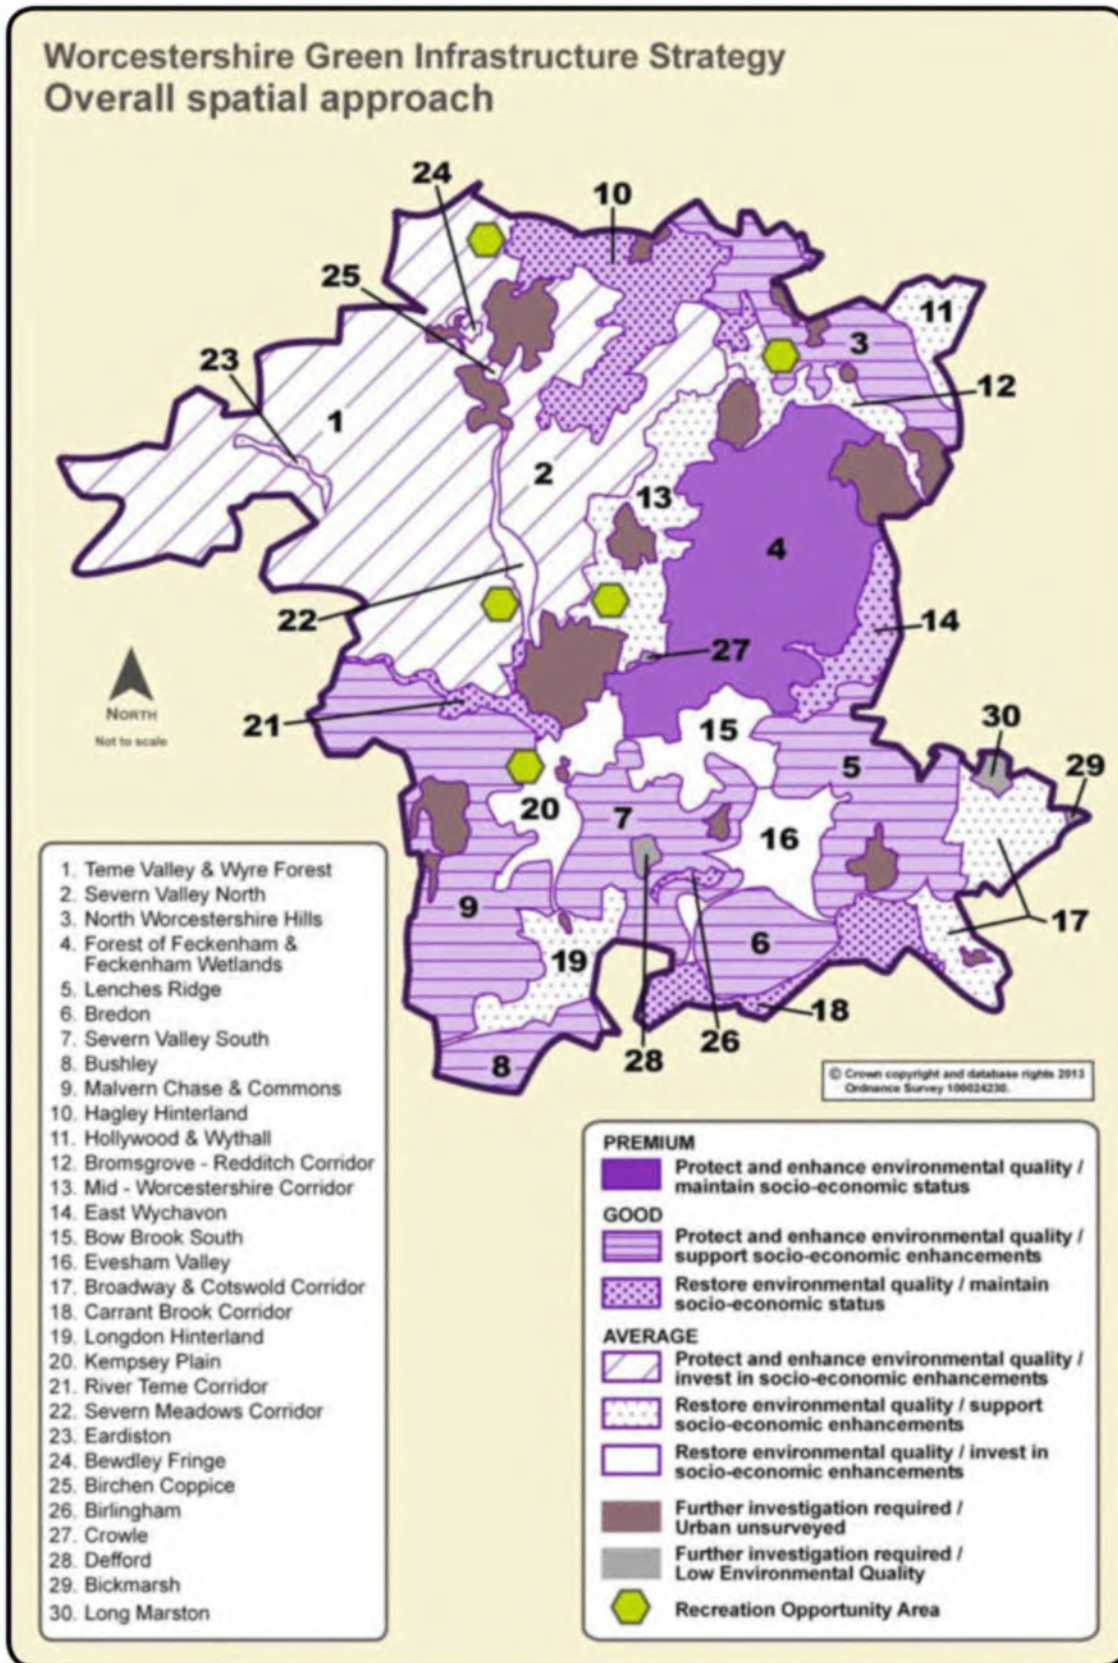 Worcestershire Green Infrastructure Strategy
Overall spatial approach
24
10
25
11
3
23
12
1
2
13
4
22
14
27
21
15
30
5
29
20
7
16
9
17
6
19
18
26
28
8
NORTH
Not to scale
1. Teme Valley & Wyre Forest
2. Severn Valley North
3. North Worcestershire Hills
4. Forest of Feckenham &
Feckenham Wetlands
5. Lenches Ridge
6. Bredon
7. Severn Valley South
8. Bushley
9. Malvern Chase & Commons
10. Hagley Hinterland
11. Hollywood & Wythall
12. Bromsgrove - Redditch Corridor
13. Mid - Worcestershire Corridor
14. East Wychavon
15. Bow Brook South
16. Evesham Valley
17. Broadway & Cotswold Corridor
18. Carrant Brook Corridor
19. Longdon Hinterland
20. Kempsey Plain
21. River Teme Corridor
22. Severn Meadows Corridor
23. Eardiston
24. Bewdley Fringe
25. Birchen Coppice
26. Birlingham
27. Crowle
28. Defford
29. Bickmarsh
30. Long Marston
© Crown copyright and database rights 2013
Ordnance Survey 100024230.
PREMIUM
Protect and enhance environmental quality /
maintain socio-economic status
GOOD
Protect and enhance environmental quality /
support socio-economic enhancements
Restore environmental quality / maintain
socio-economic status
AVERAGE
Protect and enhance environmental quality /
invest in socio-economic enhancements
Restore environmental quality / support
socio-economic enhancements
Restore environmental quality / invest in
socio-economic enhancements
Further investigation required /
Urban unsurveyed
Further investigation required /
Low Environmental Quality
Recreation Opportunity Area